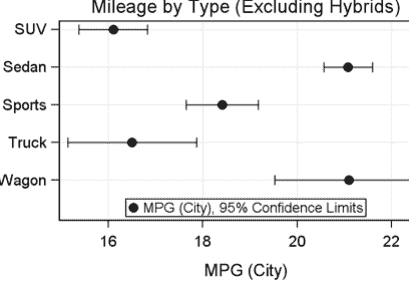 Mileage by Type (Excluding Hybrids)
SUV
Sedan
Sports
Truck
Wagon
MPG (City), 95% Confidence Limits
16 18 20 22
MPG (City)